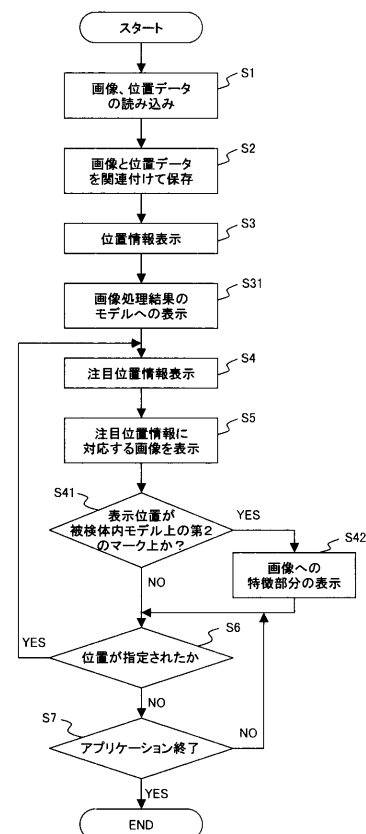 スタート
S1
画像、位置データ
の読み込み
S2
画像と位置データ
を関連付けて保存
S3
位置情報表示
S31
画像処理結果の
モデルへの表示
S4
注目位置情報表示
S5
注目位置情報に
対応する画像を表示
S41
表示位置が
被検体内モデル上の第2
のマーク上か？
YES
S42
画像への
特徴部分の表示
NO
S6
YES
位置が指定されたか
NO
S7
アプリケーション終了
NO
YES
END